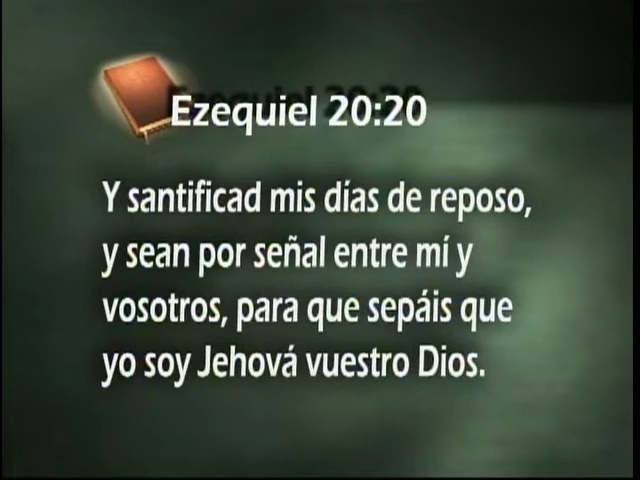 Ezequiel 20:20
Y santificad mis días de reposo,
y sean por señal entre mí y
vosotros, para que sepáis que
yo soy Jehová vuestro Dios.